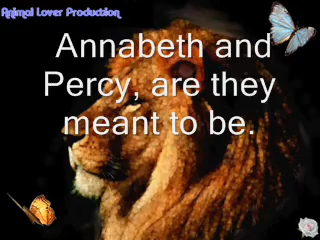 Animal Lover Production
Annabeth and
Percy, are they
meant to be.